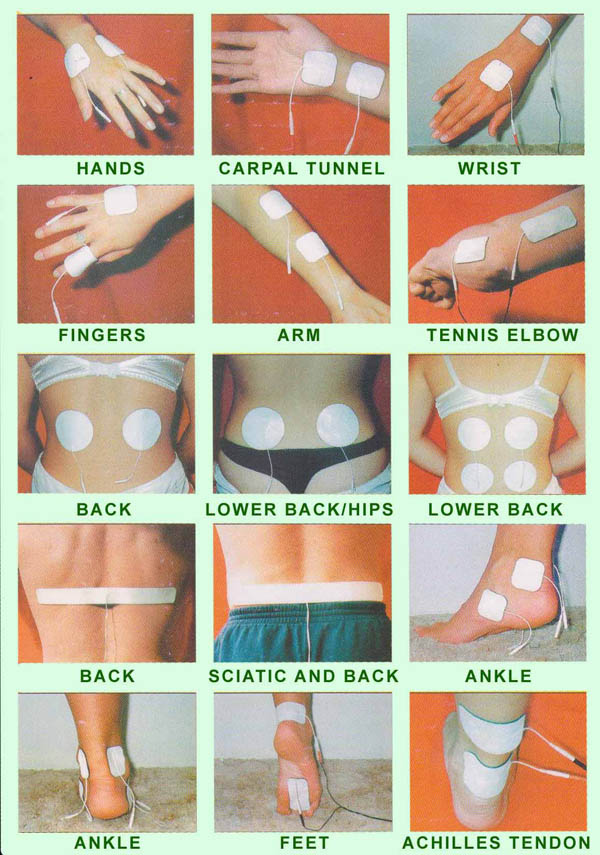 HANDS
CARPAL TUNNEL
WRIST
FINGERS
ARM
TENNIS ELBOW
BACK
LOWER BACK/HIPS
LOWER BACK
BACK
SCIATIC AND BACK
ANKLE
ANKLE
FEET
ACHILLES TENDON